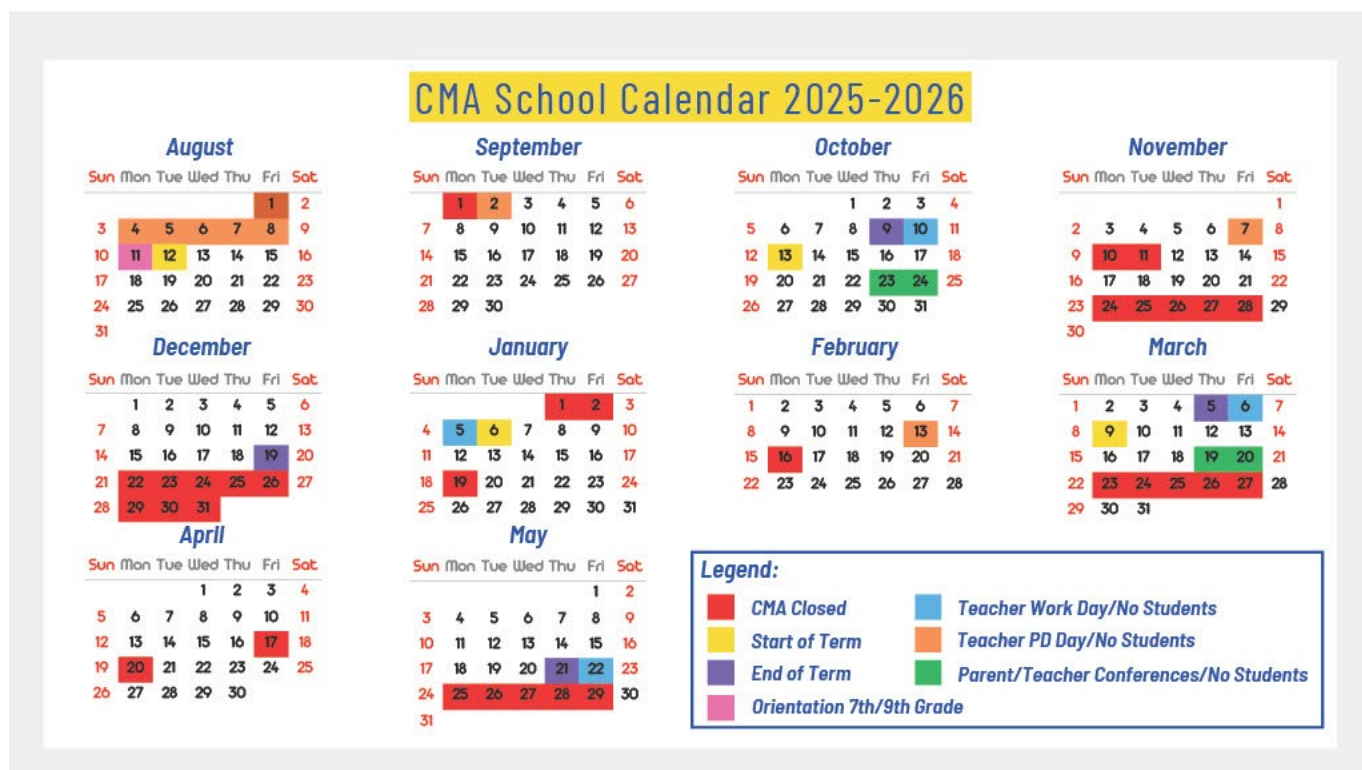 CMA School Calendar 2025-2026
August
Sun Mon Tue Wed Thu Fri Sat
1 2
3 4 5 6 7 8 9
10 11 12 13 14 15 16
17 18 19 20 21 22 23
24 25 26 27 28 29 30
31
September
Sun Mon Tue Wed Thu Fri Sat
1 2 3 4 5 6
7 8 9 10 11 12 13
14 15 16 17 18 19 20
21 22 23 24 25 26 27
28 29 30
October
Sun Mon Tue Wed Thu Fri Sat
1 2 3 4
5 6 7 8 9 10 11
12 13 14 15 16 17 18
19 20 21 22 23 24 25
26 27 28 29 30 31
November
Sun Mon Tue Wed Thu Fri Sat
1
2 3 4 5 6 7 8
9 10 11 12 13 14 15
16 17 18 19 20 21 22
23 24 25 26 27 28 29
30
December
Sun Mon Tue Wed Thu Fri Sat
1 2 3 4 5 6
7 8 9 10 11 12 13
14 15 16 17 18 19 20
21 22 23 24 25 26 27
28 29 30 31
January
Sun Mon Tue Wed Thu Fri Sat
1 2 3
4 5 6 7 8 9 10
11 12 13 14 15 16 17
18 19 20 21 22 23 24
25 26 27 28 29 30 31
February
Sun Mon Tue Wed Thu Fri Sat
1 2 3 4 5 6 7
8 9 10 11 12 13 14
15 16 17 18 19 20 21
22 23 24 25 26 27 28
March
Sun Mon Tue Wed Thu Fri Sat
1 2 3 4 5 6 7
8 9 10 11 12 13 14
15 16 17 18 19 20 21
22 23 24 25 26 27 28
29 30 31
April
Sun Mon Tue Wed Thu Fri Sat
1 2 3 4
5 6 7 8 9 10 11
12 13 14 15 16 17 18
19 20 21 22 23 24 25
26 27 28 29 30
May
Sun Mon Tue Wed Thu Fri Sat
1 2
3 4 5 6 7 8 9
10 11 12 13 14 15 16
17 18 19 20 21 22 23
24 25 26 27 28 29 30
31
Legend:
CMA Closed
Start of Term
End of Term
Orientation 7th/9th Grade
Teacher Work Day/No Students
Teacher PD Day/No Students
Parent/Teacher Conferences/No Students